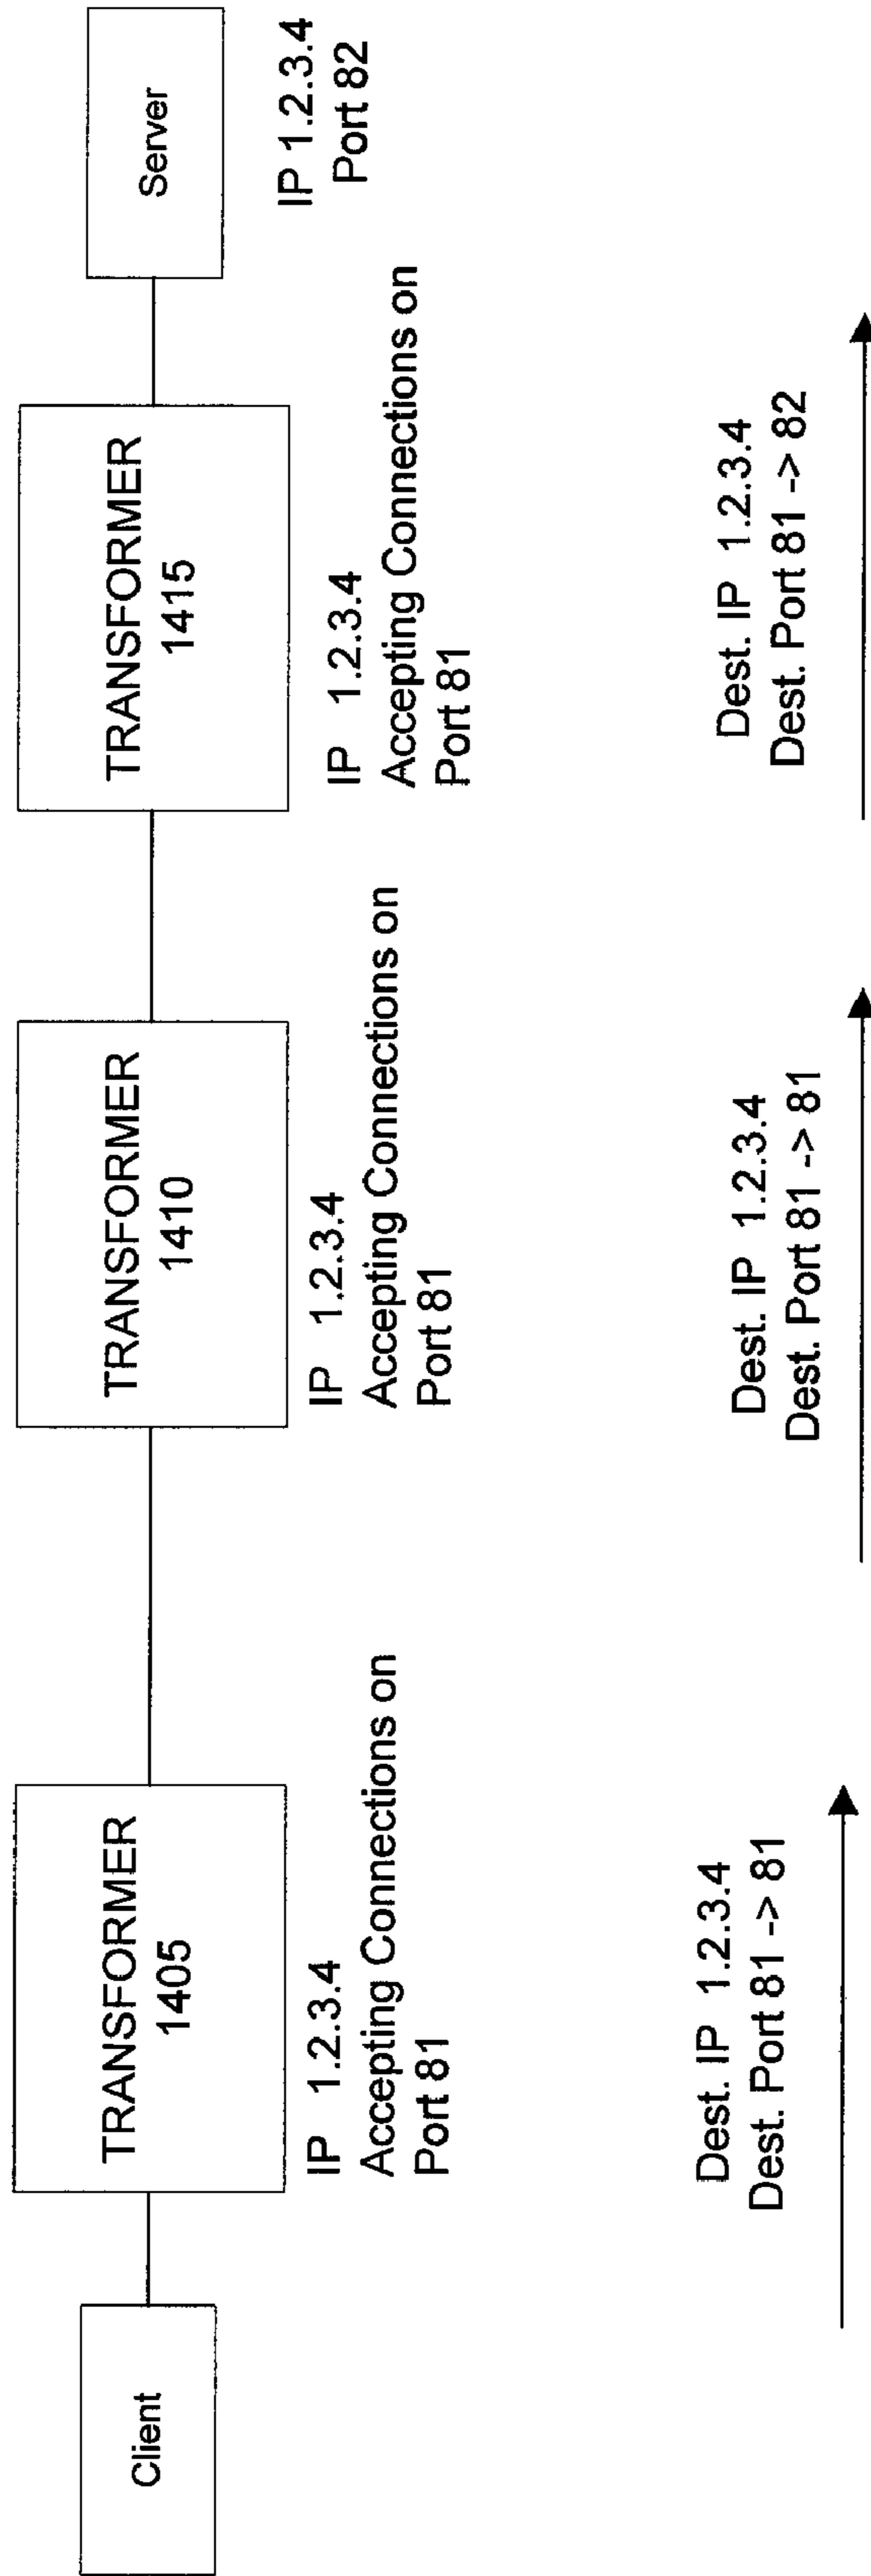 Client
TRANSFORMER
1405
IP 1.2.3.4
Accepting Connections on
Port 81
TRANSFORMER
1410
IP 1.2.3.4
Accepting Connections on
Port 81
TRANSFORMER
1415
IP 1.2.3.4
Accepting Connections on
Port 81
Server
IP 1.2.3.4
Port 82
Dest. IP 1.2.3.4
Dest. Port 81 -> 81
Dest. IP 1.2.3.4
Dest. Port 81 -> 81
Dest. IP 1.2.3.4
Dest. Port 81 -> 82